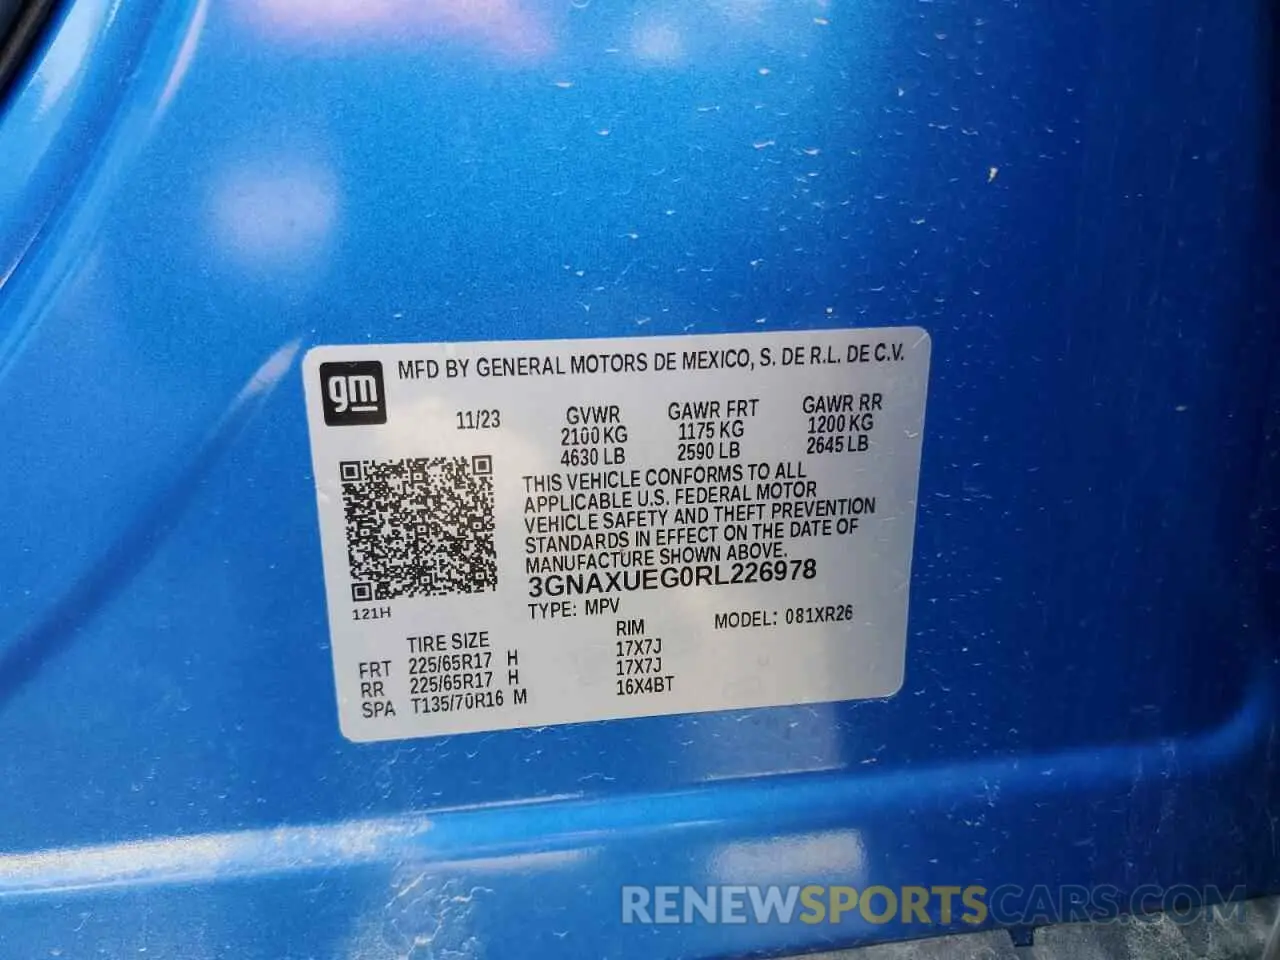 gm
MFD BY GENERAL MOTORS DE MEXICO, S. DE R.L. DE C.V.
11/23 GVWR GAWR FRT GAWR RR
2100 KG 1175 KG 1200 KG
4630 LB 2590 LB 2645 LB
THIS VEHICLE CONFORMS TO ALL
APPLICABLE U.S. FEDERAL MOTOR
VEHICLE SAFETY AND THEFT PREVENTION
STANDARDS IN EFFECT ON THE DATE OF
MANUFACTURE SHOWN ABOVE.
3GNAXUEG0RL226978
121H
TYPE: MPV MODEL: 081XR26
TIRE SIZE RIM
FRT 225/65R17 H 17X7J
RR 225/65R17 H 17X7J
SPA T135/70R16 M 16X4BT
RENEWSPORTSCARS.COM